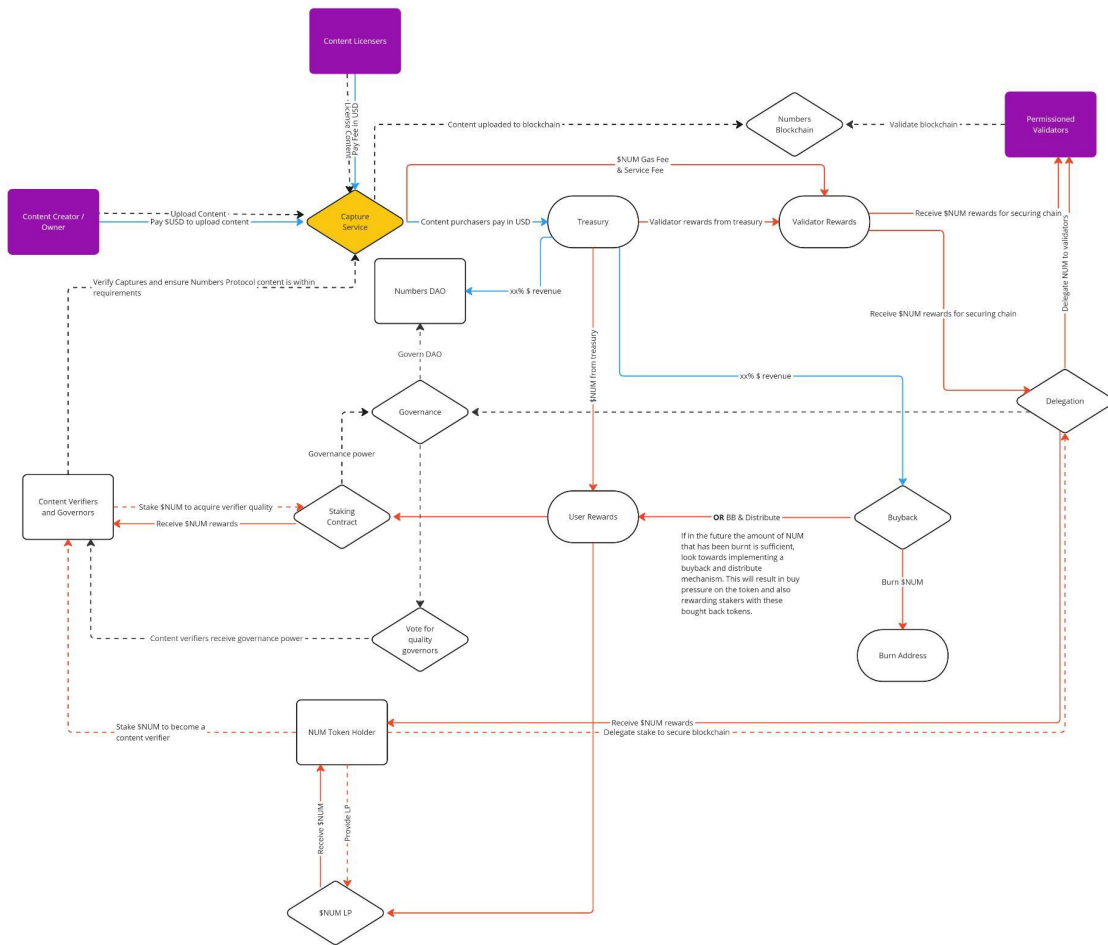 Content Licensers
License Content
Pay Fee in USD
Content uploaded to blockchain
Numbers
Blockchain
Validate blockchain
Permissioned
Validators
$NUM Gas Fee
& Service Fee
Content Creator /
Owner
Upload Content
Pay $USD to upload content
Capture
Service
Content purchasers pay in USD
Treasury
Validator rewards from treasury
Validator Rewards
Receive $NUM rewards for securing chain
Delegate NUM to validators
Verify Captures and ensure Numbers Protocol content is within
requirements
Numbers DAO
xx% $ revenue
Receive $NUM rewards for securing chain
Govern DAO
$NUM from treasury
xx% $ revenue
Governance
Delegation
Governance power
Content Verifiers
and Governors
Stake $NUM to acquire verifier quality
Receive $NUM rewards
Staking
Contract
User Rewards
OR BB & Distribute
Buyback
If in the future the amount of NUM
that has been burnt is sufficient,
look towards implementing a
buyback and distribute
mechanism. This will result in buy
pressure on the token and also
rewarding stakers with these
bought back tokens.
Burn $NUM
Content verifiers receive governance power
Vote for
quality
governors
Burn Address
Stake $NUM to become a
content verifier
NUM Token Holder
Receive $NUM rewards
Delegate stake to secure blockchain
Receive $NUM
Provide LP
$NUM LP